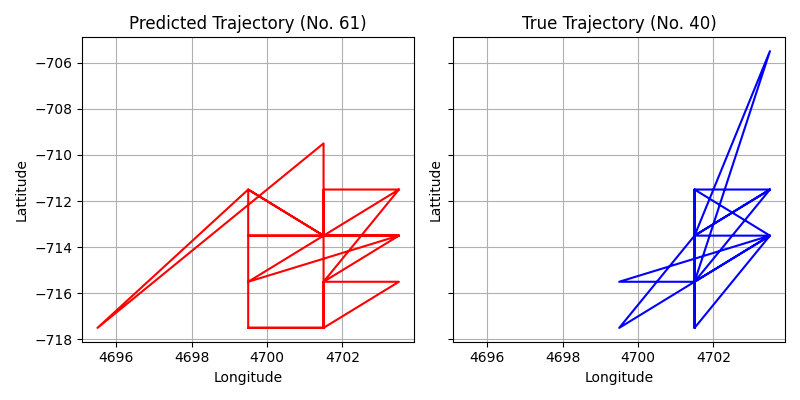 Predicted Trajectory (No. 61)
True Trajectory (No. 40)
Lattitude
−706
−708
−710
−712
−714
−716
−718
4696
4698
4700
4702
Longitude
Lattitude
4696
4698
4700
4702
Longitude